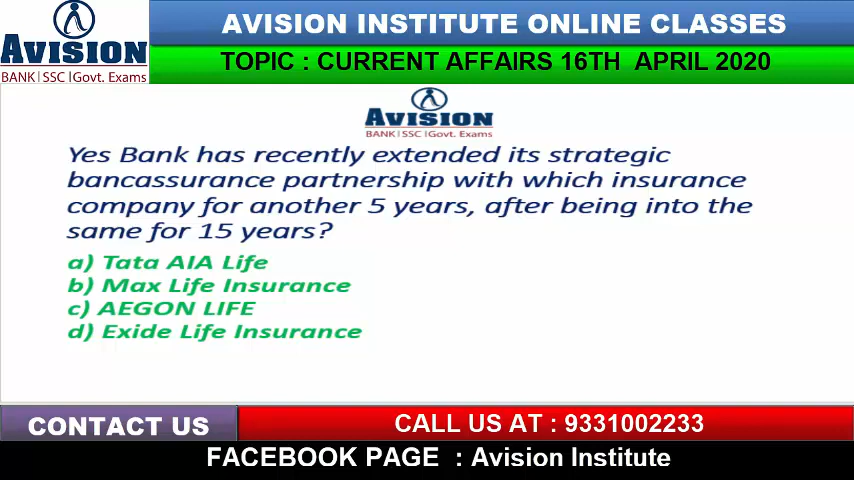 AVISION
BANK|SSC|Govt. Exams
AVISION INSTITUTE ONLINE CLASSES
TOPIC : CURRENT AFFAIRS 16TH APRIL 2020
AVISION
BANK|SSC|Govt. Exams
Yes Bank has recently extended its strategic
bancassurance partnership with which insurance
company for another 5 years, after being into the
same for 15 years?
a) Tata AIA Life
b) Max Life Insurance
c) AEGON LIFE
d) Exide Life Insurance
CONTACT US
CALL US AT : 9331002233
FACEBOOK PAGE : Avision Institute